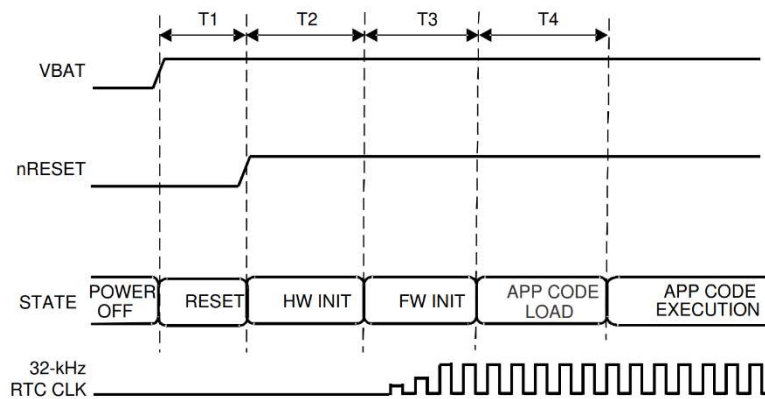 T1 T2 T3 T4
VBAT
nRESET
STATE
POWER
OFF
RESET
HW INIT
FW INIT
APP CODE
LOAD
APP CODE
EXECUTION
32-kHz
RTC CLK